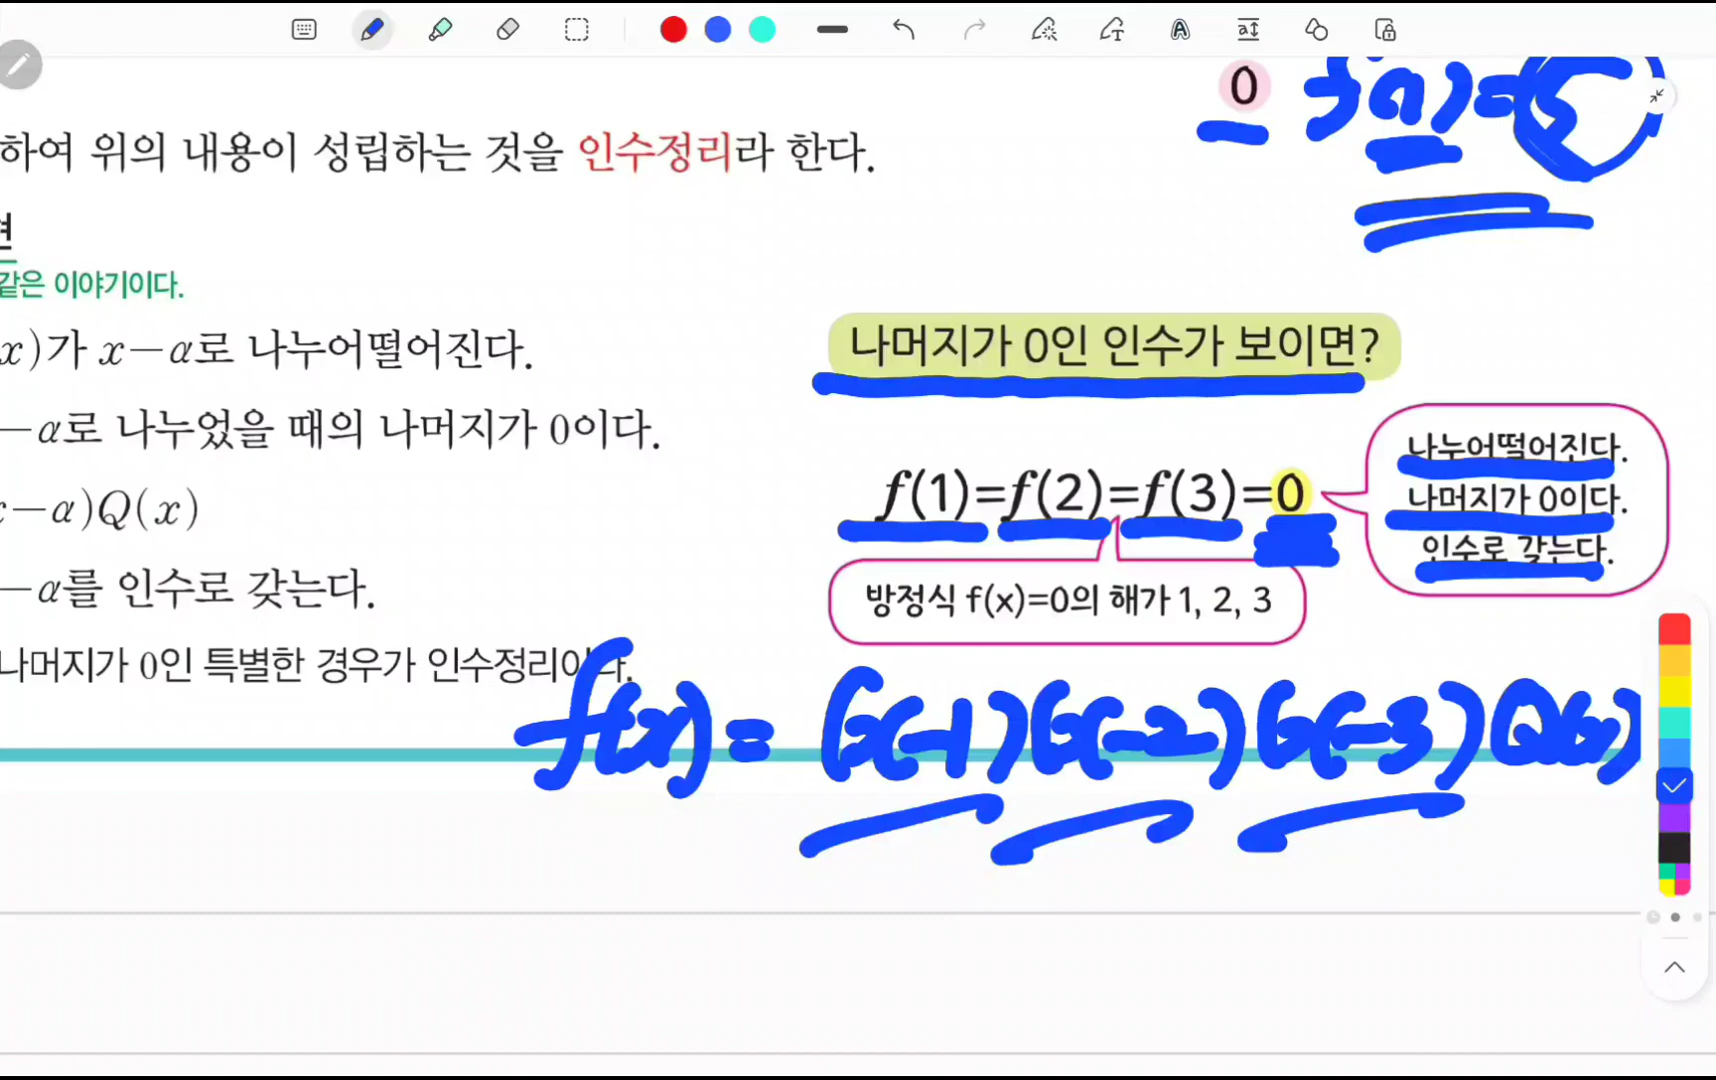 0 f(a)=
하여 위의 내용이 성립하는 것을 인수정리라 한다.
같은 이야기이다.
x)가 x-α로 나누어떨어진다.
-α로 나누었을 때의 나머지가 0이다.
-α)Q(x)
-α를 인수로 갖는다.
나머지가 0인 특별한 경우가 인수정리이다.
나머지가 0인 인수가 보이면?
f(1)=f(2)=f(3)=0
나누어떨어진다.
나머지가 0이다.
인수로 갖는다.
방정식 f(x)=0의 해가 1, 2, 3
f(x)=(x-1)(x-2)(x-3)Q(x)